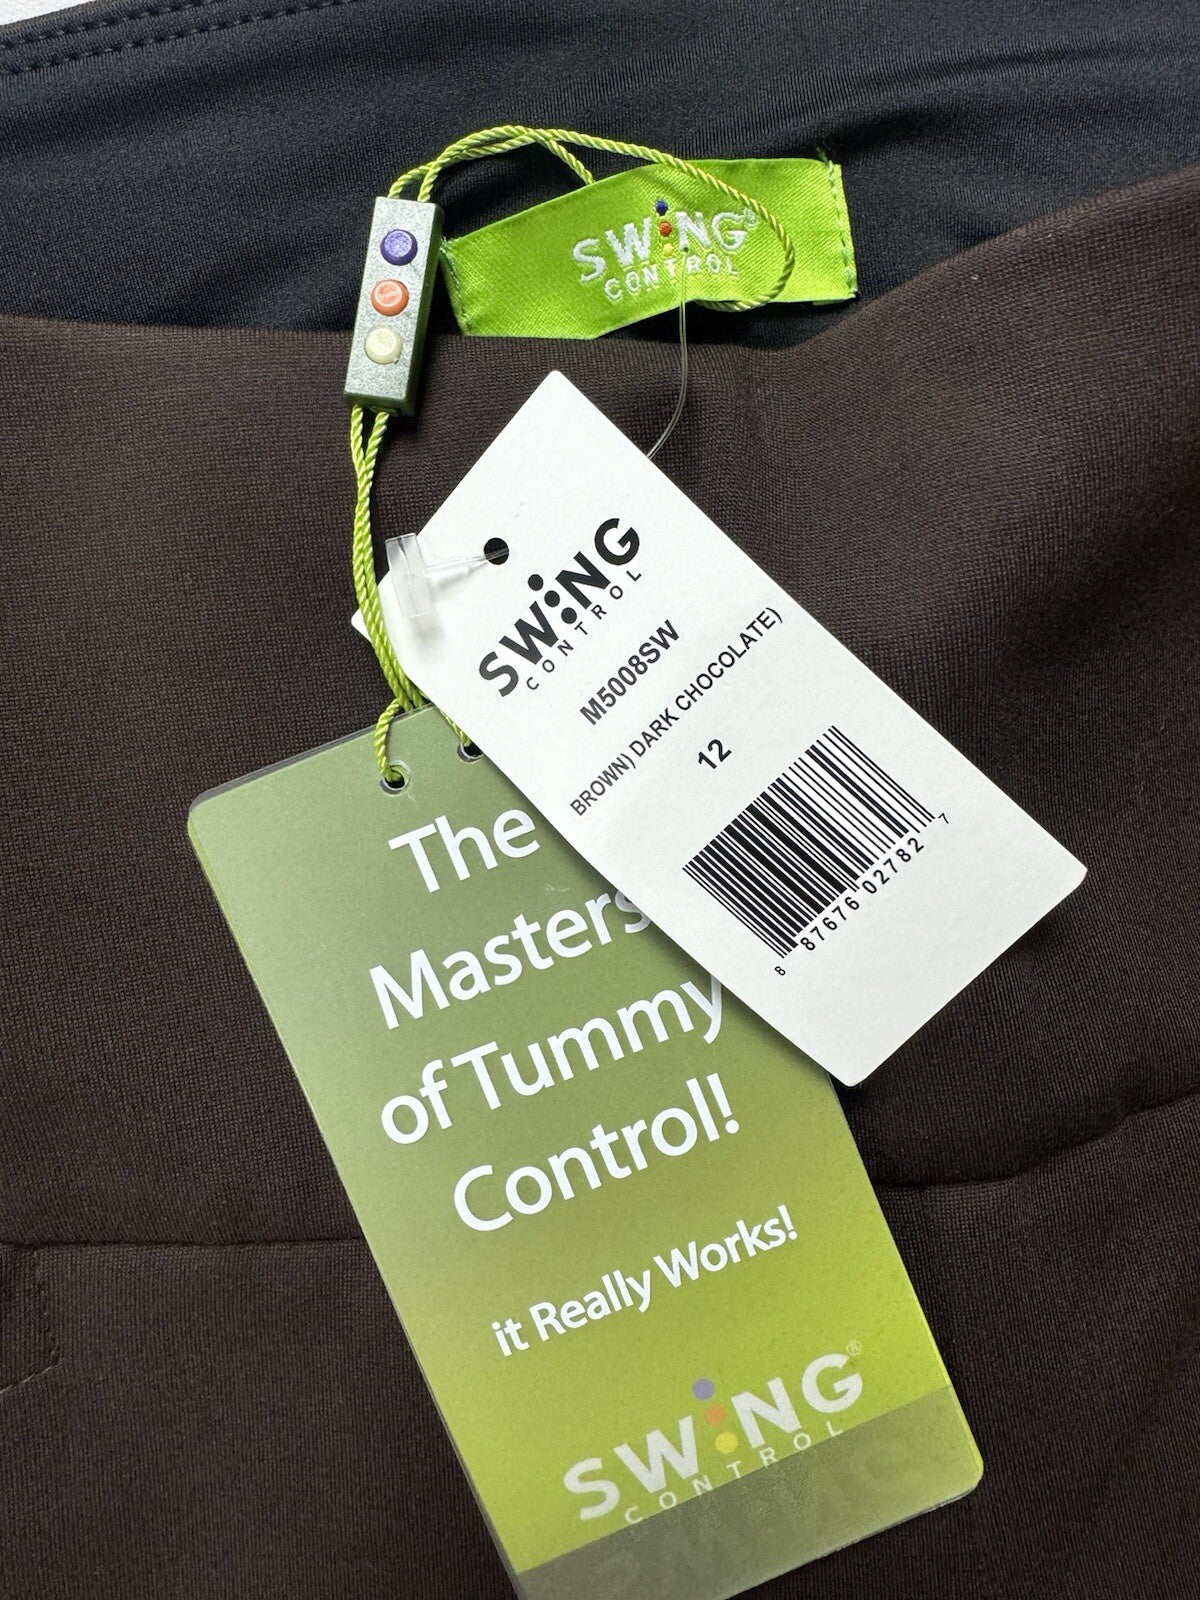 SWING®
CONTROL
SWING
CONTROL
M5008SW
BROWN) DARK CHOCOLATE)
12
8 87676 02782 7
The
Masters
of Tummy
Control!
it Really Works!
SWING®
CONTROL